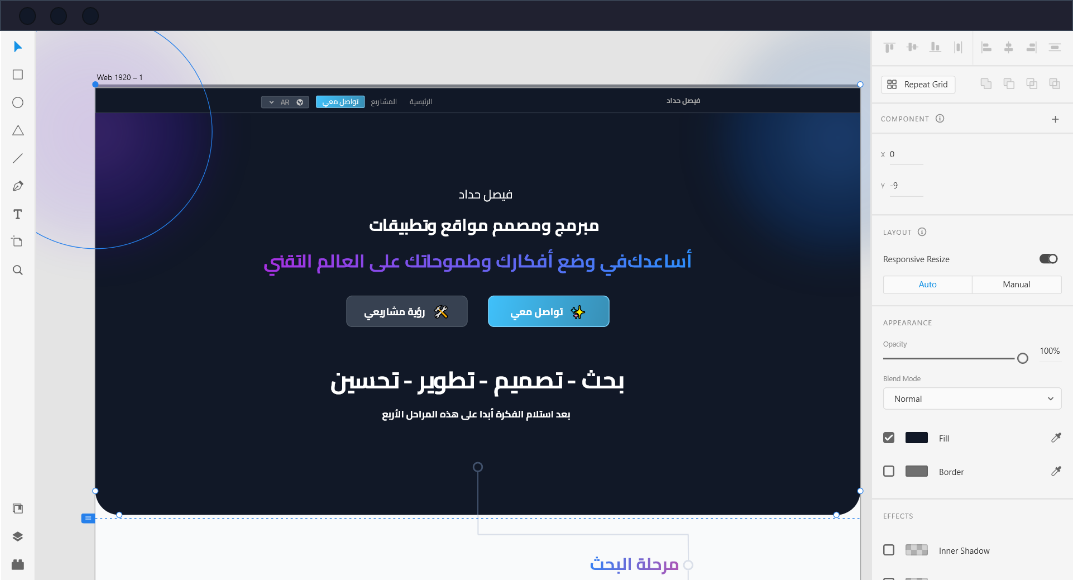 Web 1920 – 1
فيصل حداد
الرئيسية
المشاريع
تواصل معي
AR
فيصل حداد
مبرمج ومصمم مواقع وتطبيقات
أساعدكفي وضع أفكارك وطموحاتك على العالم التقني
تواصل معي
رؤية مشاريعي
بحث - تصميم - تطوير - تحسين
بعد استلام الفكرة أبدا على هذه المراحل الأربع
مرحلة البحث
Repeat Grid
COMPONENT
X 0
Y -9
LAYOUT
Responsive Resize
Auto
Manual
APPEARANCE
Opacity
100%
Blend Mode
Normal
Fill
Border
EFFECTS
Inner Shadow